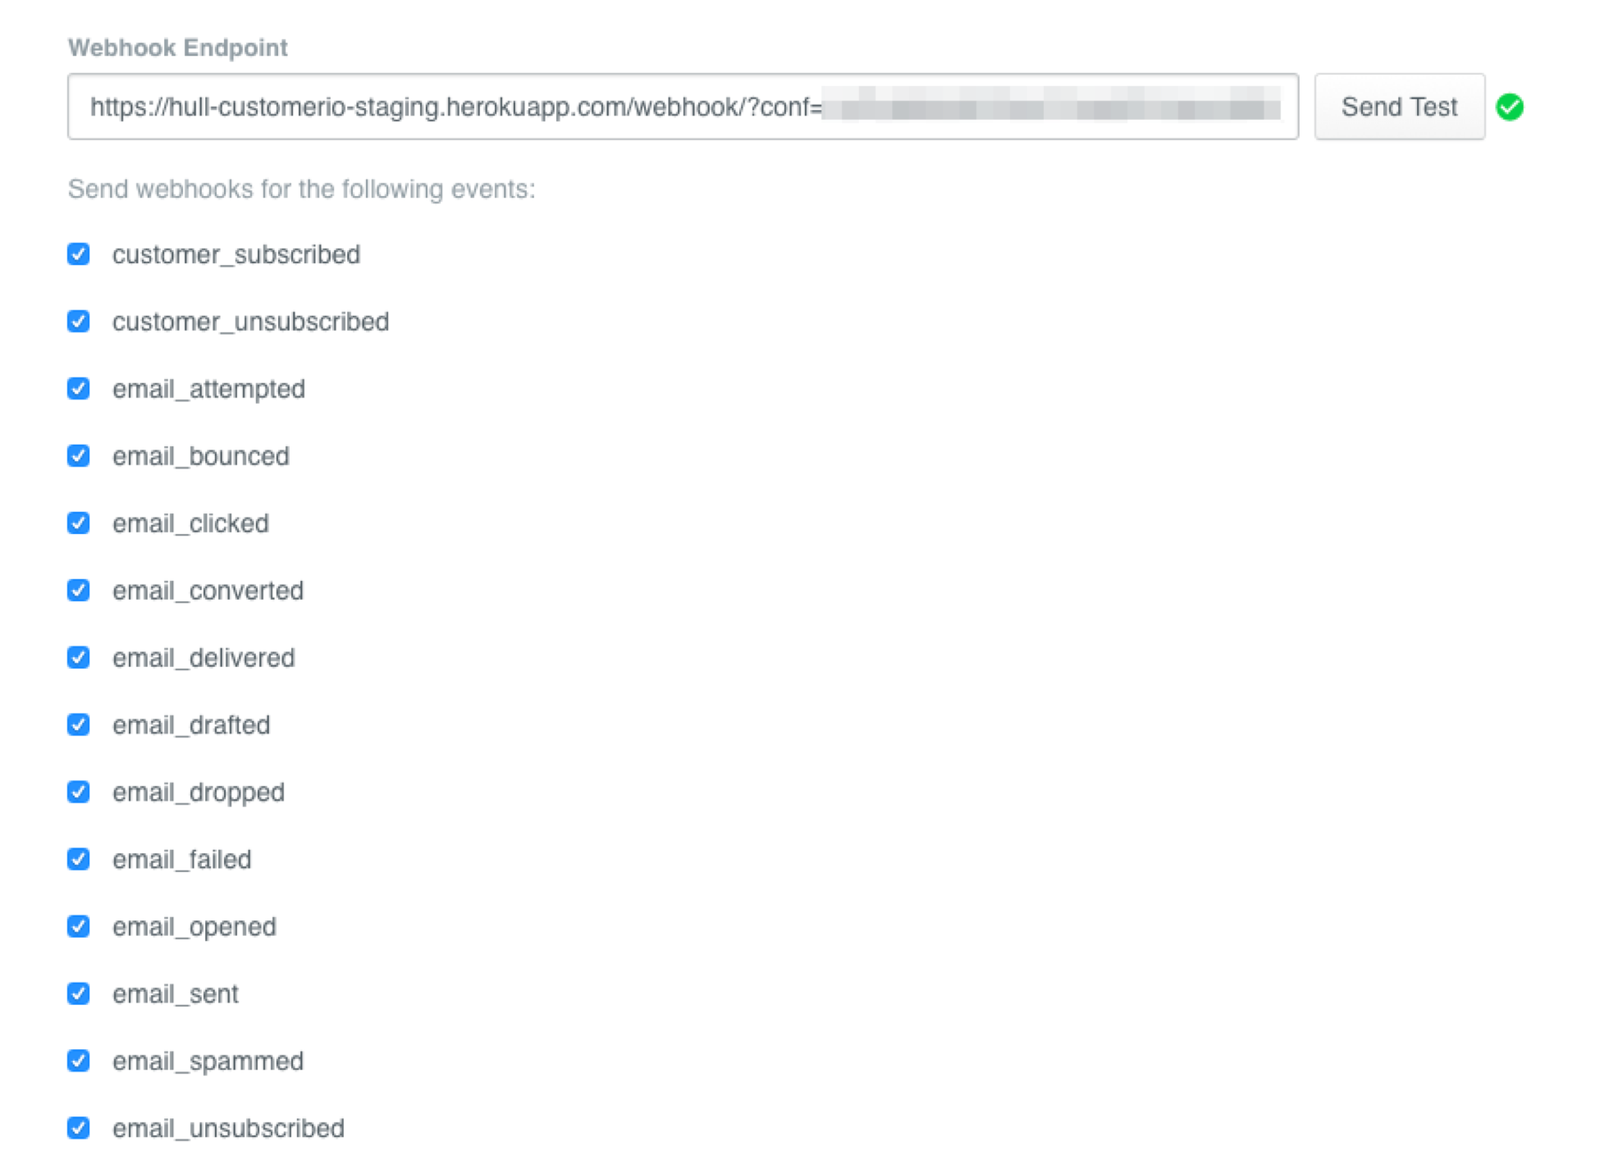 Webhook Endpoint
https://hull-customerio-staging.herokuapp.com/webhook/?conf=
Send Test
Send webhooks for the following events:
customer_subscribed
customer_unsubscribed
email_attempted
email_bounced
email_clicked
email_converted
email_delivered
email_drafted
email_dropped
email_failed
email_opened
email_sent
email_spammed
email_unsubscribed